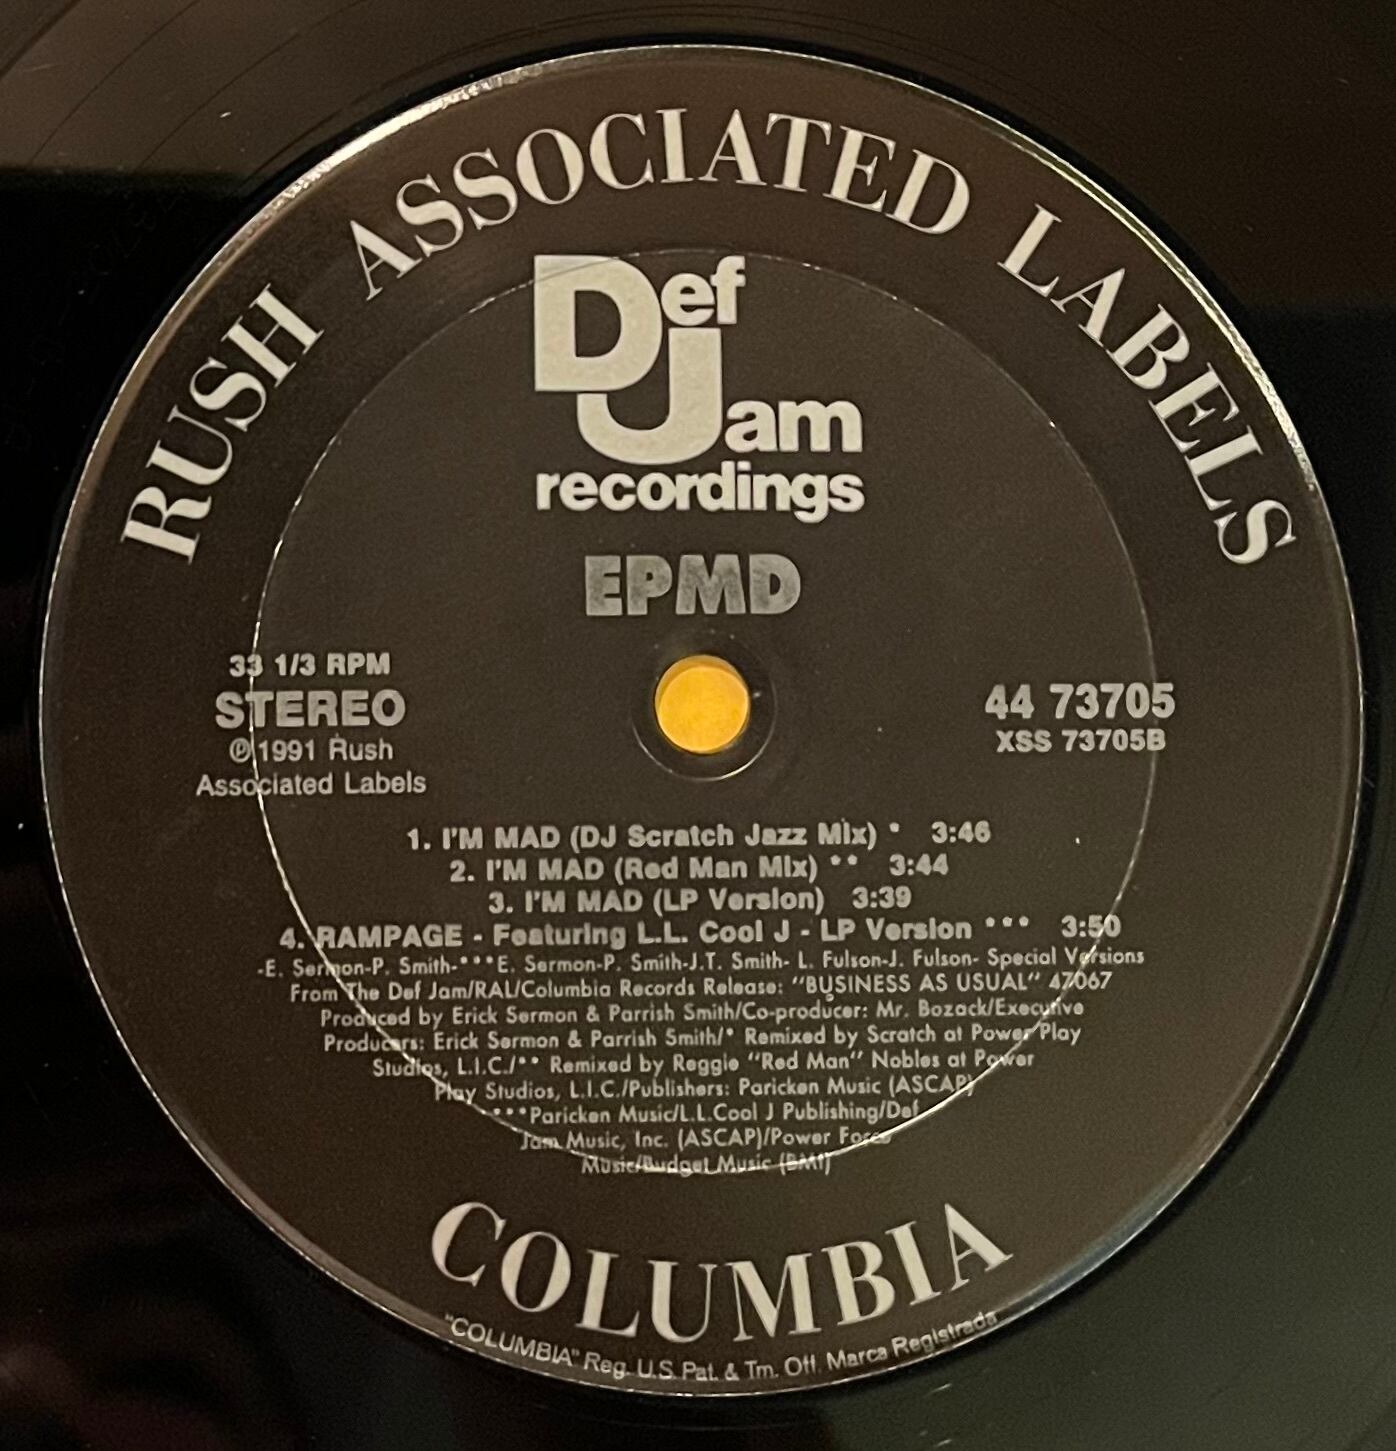 RUSH ASSOCIATED LABELS
Def
Jam
recordings
EPMD
33 1/3 RPM
STEREO
℗ 1991 Rush
Associated Labels
44 73705
XSS 73705B
1. I'M MAD (DJ Scratch Jazz Mix) * 3:46
2. I'M MAD (Red Man Mix) ** 3:44
3. I'M MAD (LP Version) 3:39
4. RAMPAGE - Featuring L.L. Cool J - LP Version *** 3:50
-E. Sermon-P. Smith-***E. Sermon-P. Smith-J.T. Smith- L. Fulson-J. Fulson- Special Versions
From The Def Jam/RAL/Columbia Records Release: "BUSINESS AS USUAL" 47067
Produced by Erick Sermon & Parrish Smith/Co-producer: Mr. Bozack/Executive
Producers: Erick Sermon & Parrish Smith/* Remixed by Scratch at Power Play
Studios, L.I.C./** Remixed by Reggie "Red Man" Nobles at Power
Play Studios, L.I.C./Publishers: Paricken Music (ASCAP)
***Paricken Music/L.L.Cool J Publishing/Def
Jam Music, Inc. (ASCAP)/Power Force
Music/Budget Music (BMI)
COLUMBIA
"COLUMBIA" Reg. U.S. Pat. & Tm. Off. Marca Registrada